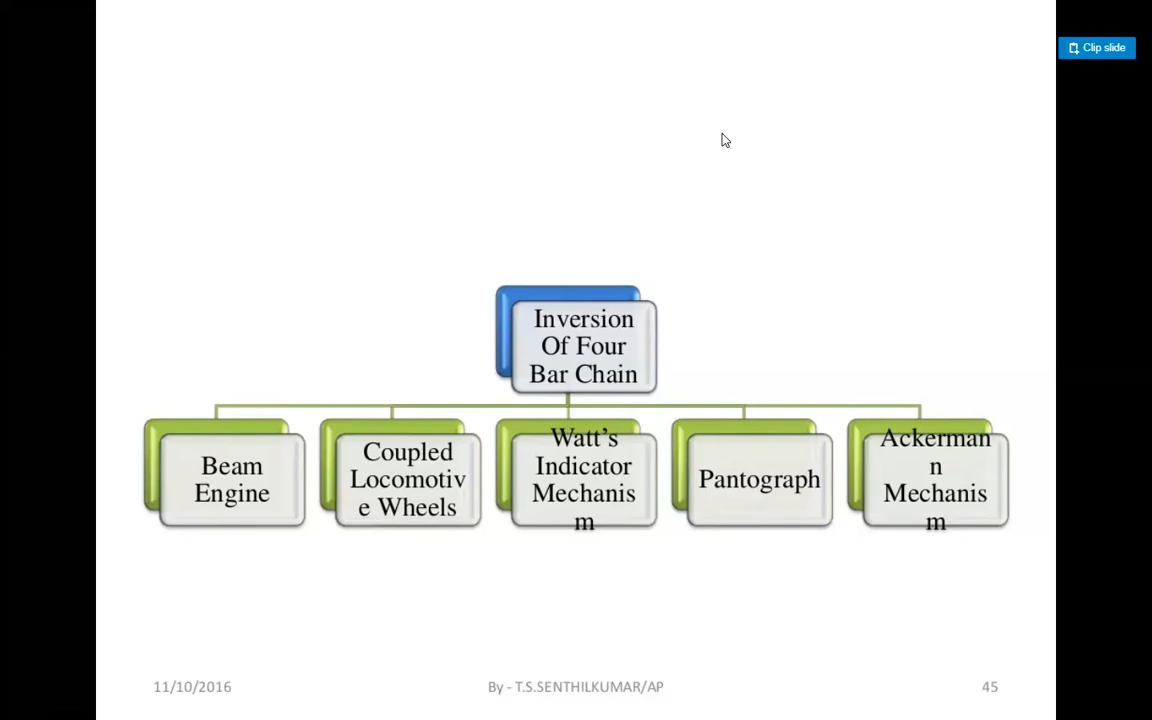 Clip slide
Inversion
Of Four
Bar Chain
Beam
Engine
Coupled
Locomotiv
e Wheels
Watt’s
Indicator
Mechanis
m
Pantograph
Ackerman
n
Mechanis
m
11/10/2016
By - T.S.SENTHILKUMAR/AP
45